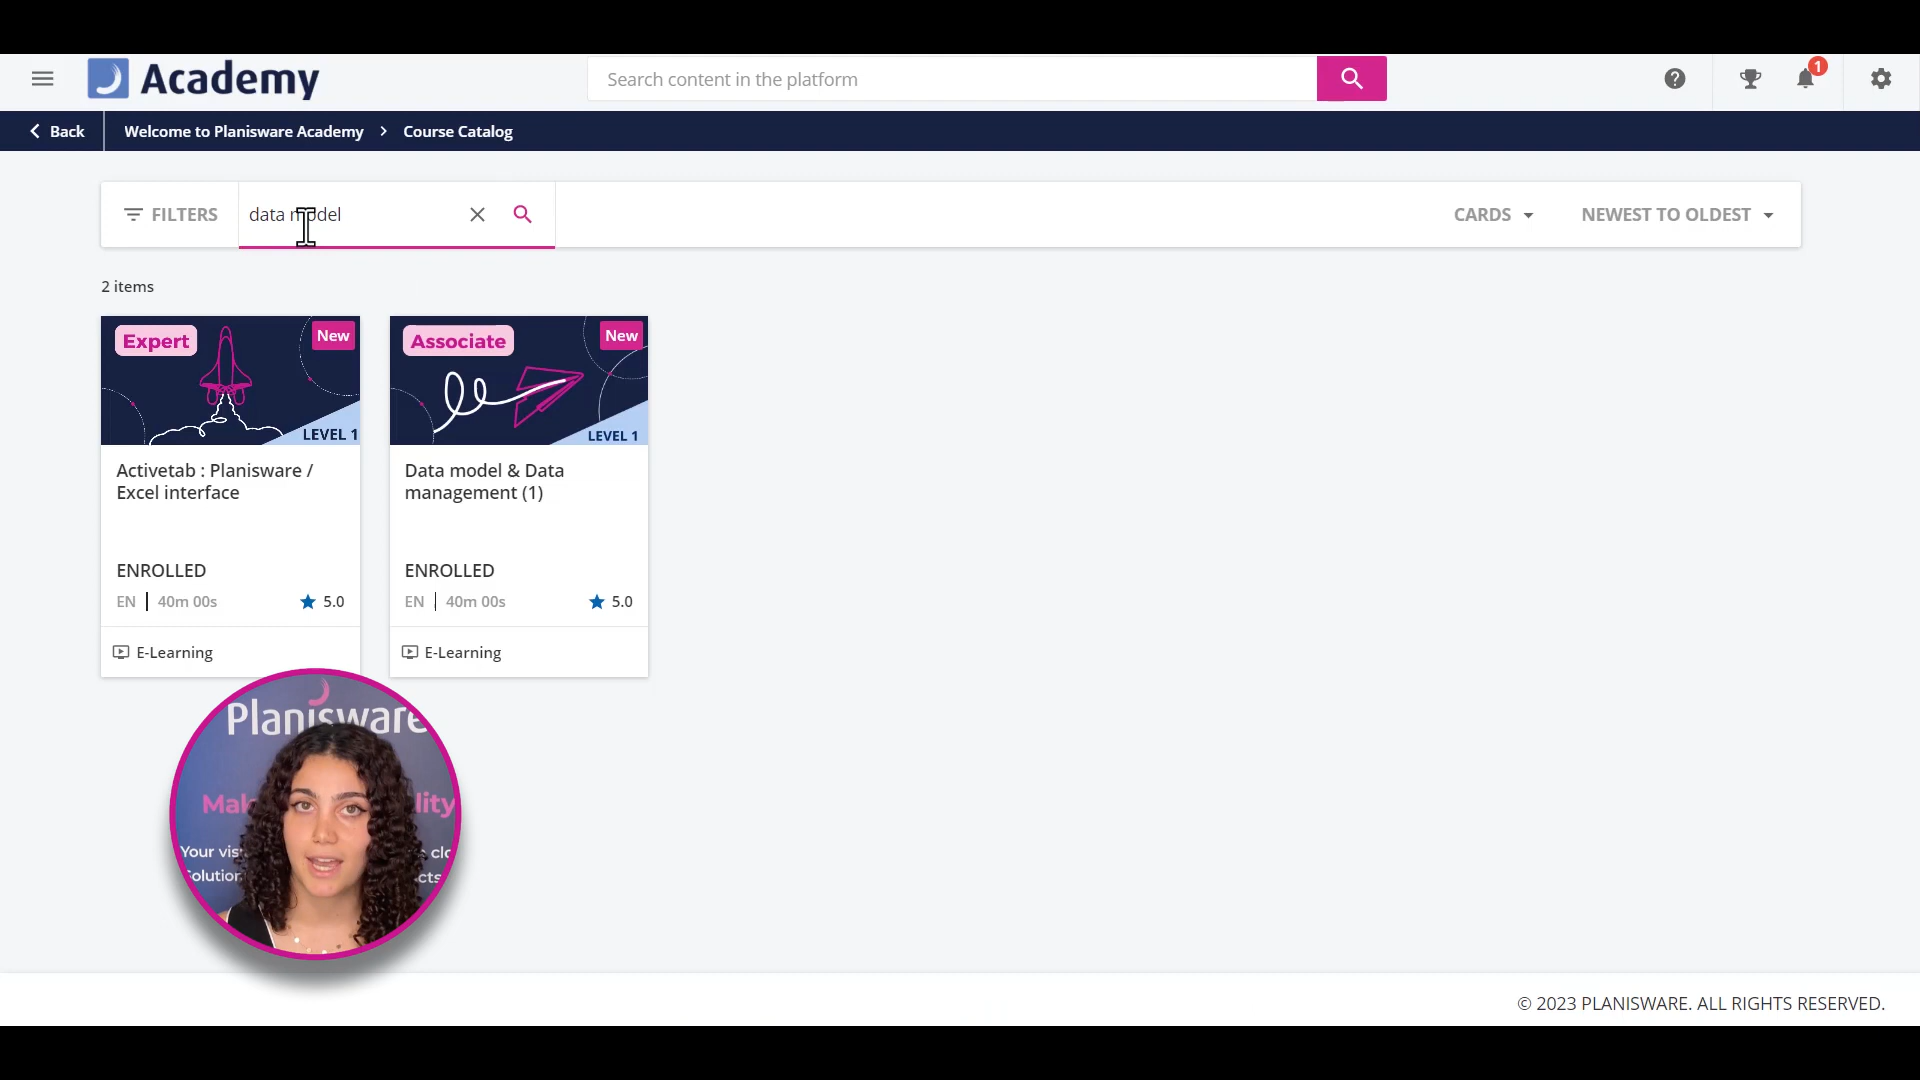 Academy
Search content in the platform
1
Back
Welcome to Planisware Academy > Course Catalog
FILTERS
data model
CARDS
NEWEST TO OLDEST
2 items
Expert
New
LEVEL 1
Activetab : Planisware /
Excel interface
ENROLLED
EN | 40m 00s
5.0
E-Learning
Associate
New
LEVEL 1
Data model & Data
management (1)
ENROLLED
EN | 40m 00s
5.0
E-Learning
Planisware
Your
© 2023 PLANISWARE. ALL RIGHTS RESERVED.